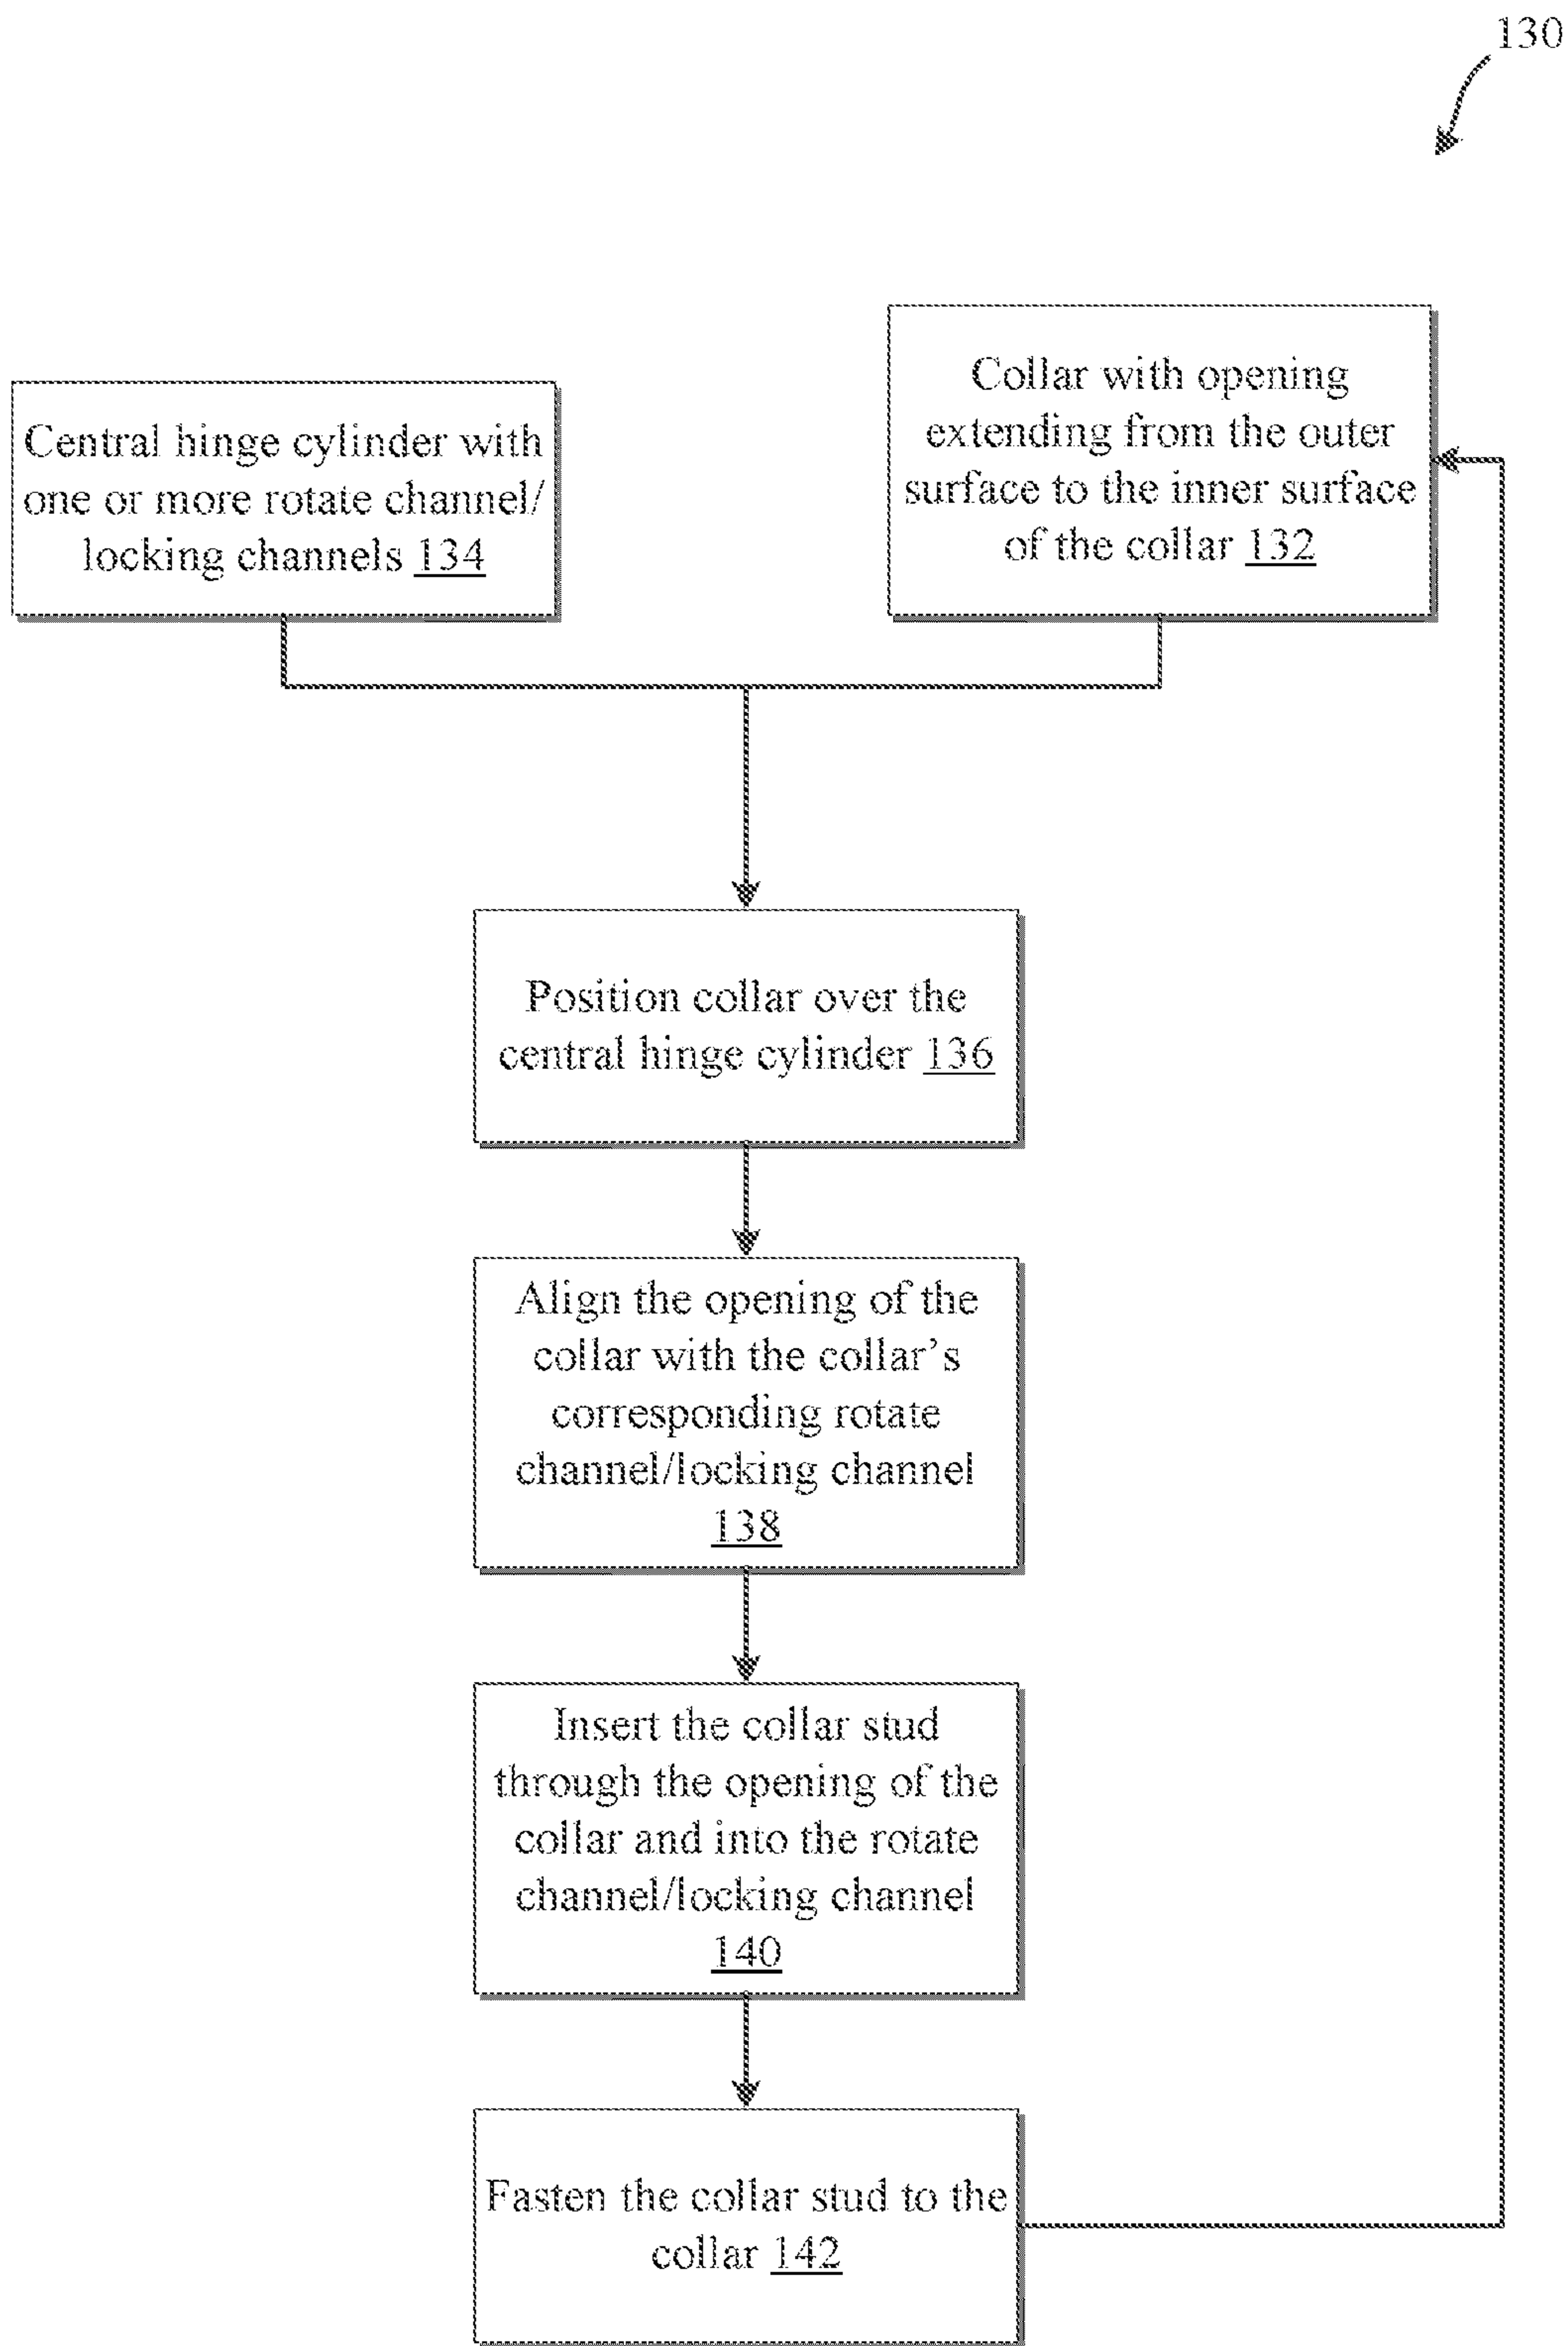 130
Central hinge cylinder with
one or more rotate channel/
locking channels 134
Collar with opening
extending from the outer
surface to the inner surface
of the collar 132
Position collar over the
central hinge cylinder 136
Align the opening of the
collar with the collar’s
corresponding rotate
channel/locking channel
138
Insert the collar stud
through the opening of the
collar and into the rotate
channel/locking channel
140
Fasten the collar stud to the
collar 142